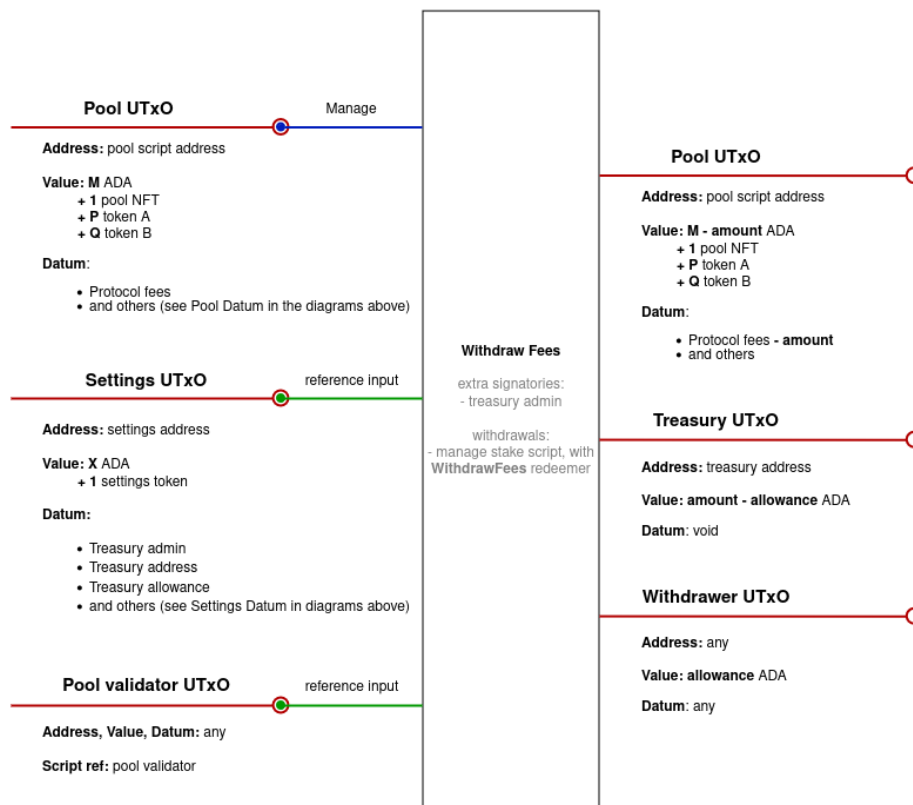 Pool UTxO
Manage
Address: pool script address
Value: M ADA
+ 1 pool NFT
+ P token A
+ Q token B
Datum:
• Protocol fees
• and others (see Pool Datum in the diagrams above)
Settings UTxO
reference input
Address: settings address
Value: X ADA
+ 1 settings token
Datum:
• Treasury admin
• Treasury address
• Treasury allowance
• and others (see Settings Datum in diagrams above)
Pool validator UTxO
reference input
Address, Value, Datum: any
Script ref: pool validator
Withdraw Fees
extra signatories:
- treasury admin
withdrawals:
- manage stake script, with
WithdrawFees redeemer
Pool UTxO
Address: pool script address
Value: M - amount ADA
+ 1 pool NFT
+ P token A
+ Q token B
Datum:
• Protocol fees - amount
• and others
Treasury UTxO
Address: treasury address
Value: amount - allowance ADA
Datum: void
Withdrawer UTxO
Address: any
Value: allowance ADA
Datum: any